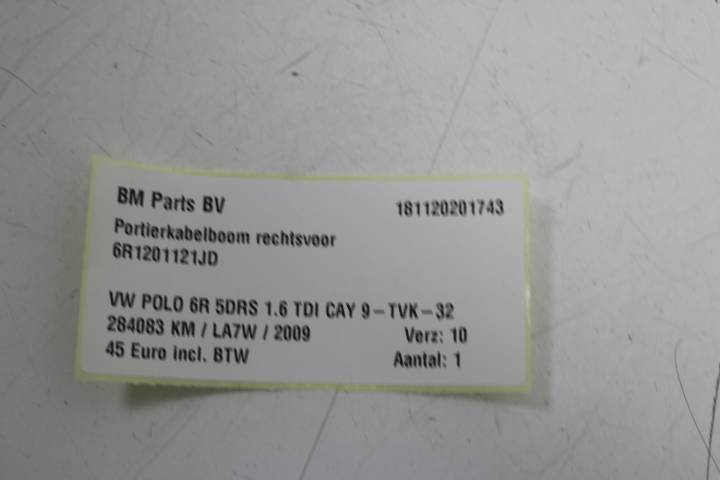 BM Parts BV 181120201743
Portierkabelboom rechtsvoor
6R1201121JD
VW POLO 6R 5DRS 1.6 TDI CAY 9-TVK-32
284083 KM / LA7W / 2009 Verz: 10
45 Euro incl. BTW Aantal: 1